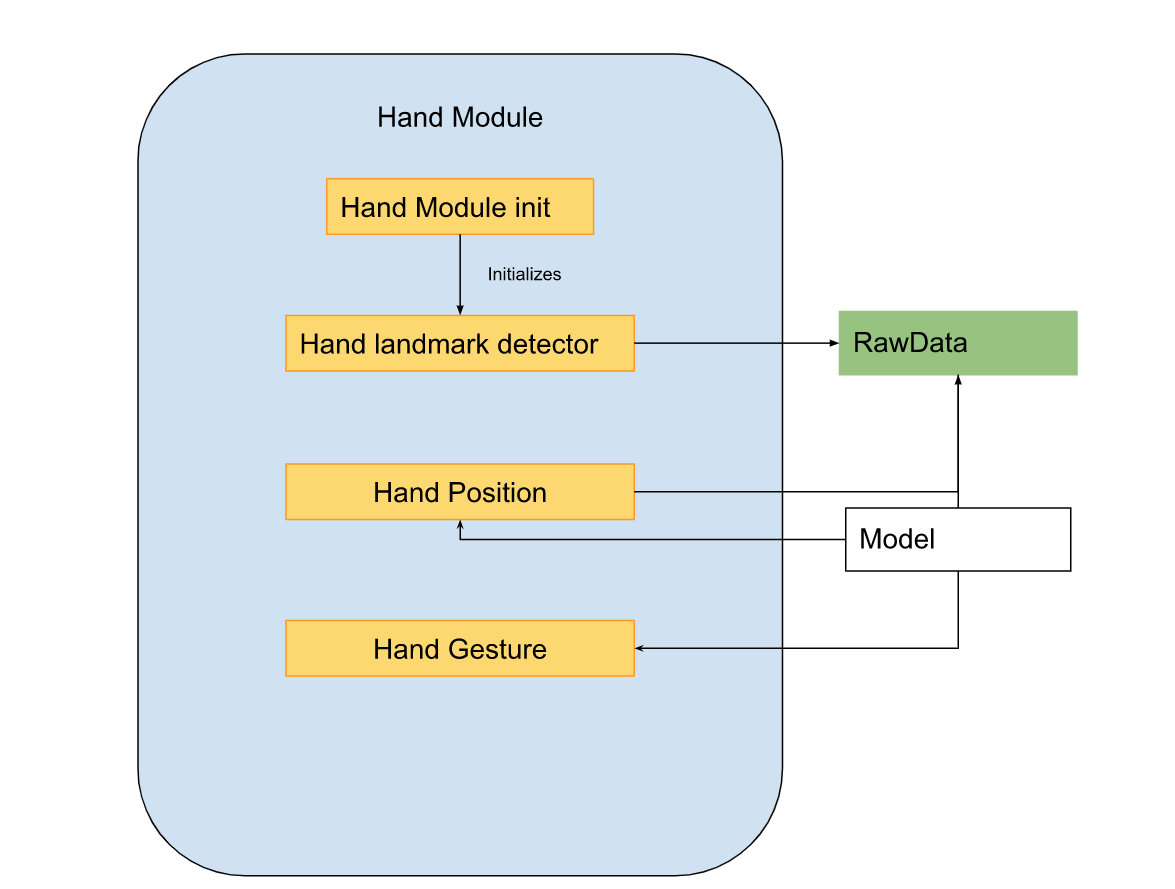 Hand Module
Hand Module init
Initializes
Hand landmark detector
RawData
Hand Position
Model
Hand Gesture